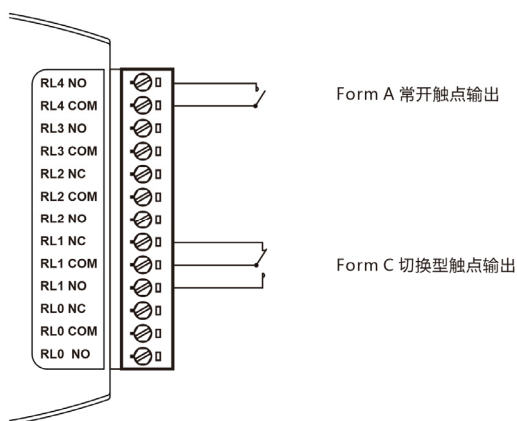 RL4 NO
RL4 COM
RL3 NO
RL3 COM
RL2 NC
RL2 COM
RL2 NO
RL1 NC
RL1 COM
RL1 NO
RL0 NC
RL0 COM
RL0 NO
Form A 常开触点输出
Form C 切换型触点输出